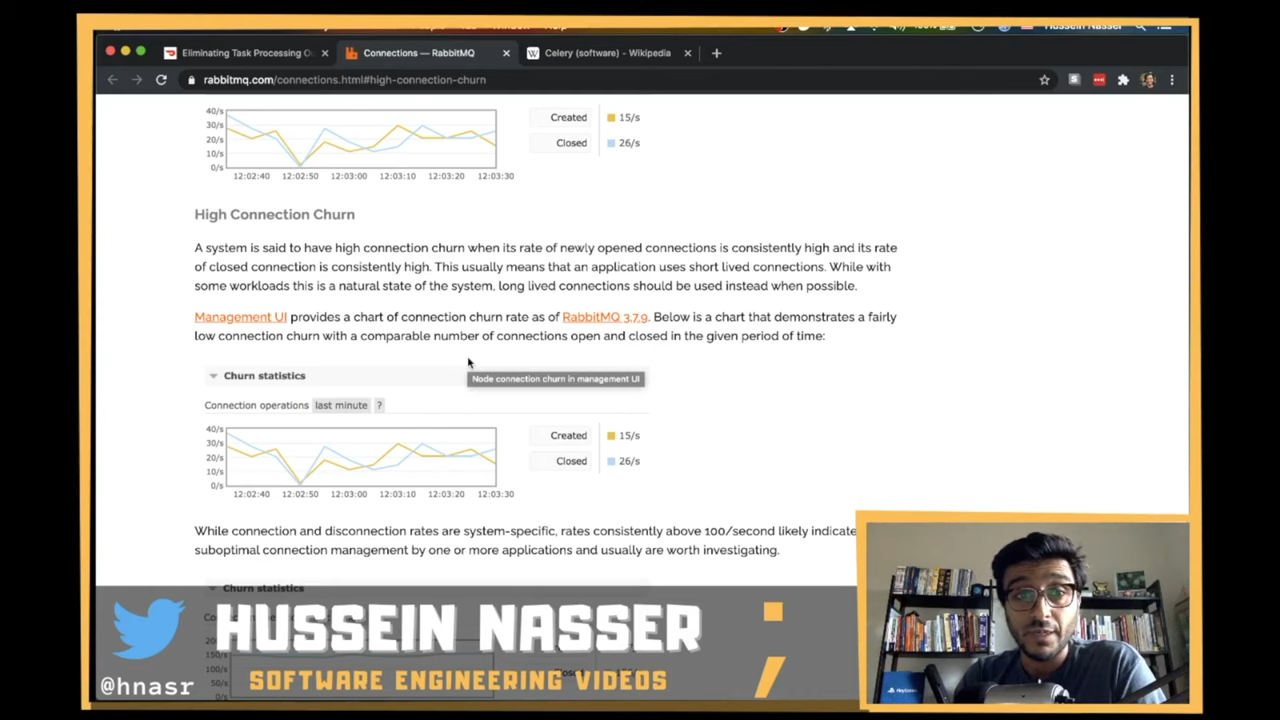 Hussein Nasser
Eliminating Task Processing
Connections — RabbitMQ
Celery (software) - Wikipedia
rabbitmq.com/connections.html#high-connection-churn
40/s
30/s
20/s
10/s
0/s
12:02:40 12:02:50 12:03:00 12:03:10 12:03:20 12:03:30
Created 15/s
Closed 26/s
High Connection Churn
A system is said to have high connection churn when its rate of newly opened connections is consistently high and its rate
of closed connection is consistently high. This usually means that an application uses short lived connections. While with
some workloads this is a natural state of the system, long lived connections should be used instead when possible.
Management UI provides a chart of connection churn rate as of RabbitMQ 3.7.9. Below is a chart that demonstrates a fairly
low connection churn with a comparable number of connections open and closed in the given period of time:
Churn statistics
Node connection churn in management UI
Connection operations last minute ?
40/s
30/s
20/s
10/s
0/s
12:02:40 12:02:50 12:03:00 12:03:10 12:03:20 12:03:30
Created 15/s
Closed 26/s
While connection and disconnection rates are system-specific, rates consistently above 100/second likely indicate
suboptimal connection management by one or more applications and usually are worth investigating.
Churn statistics
150/s
100/s
50/s
0/s
HUSSEIN NASSER ;
@hnasr
SOFTWARE ENGINEERING VIDEOS
PlayStation